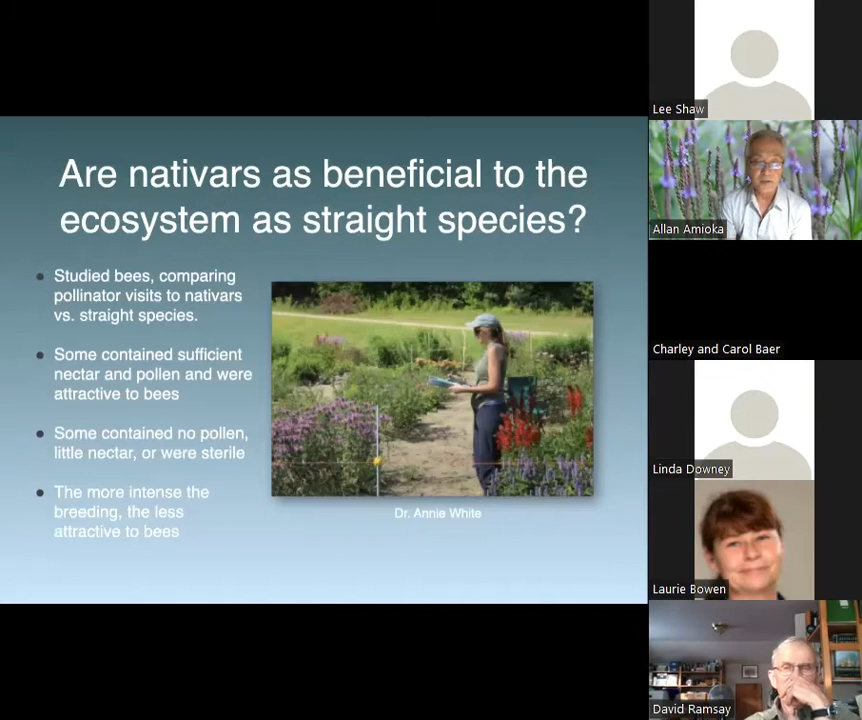 Are nativars as beneficial to the
ecosystem as straight species?
Studied bees, comparing
pollinator visits to nativars
vs. straight species.
Some contained sufficient
nectar and pollen and were
attractive to bees
Some contained no pollen,
little nectar, or were sterile
The more intense the
breeding, the less
attractive to bees
Dr. Annie White
Lee Shaw
Allan Amioka
Charley and Carol Baer
Linda Downey
Laurie Bowen
David Ramsay